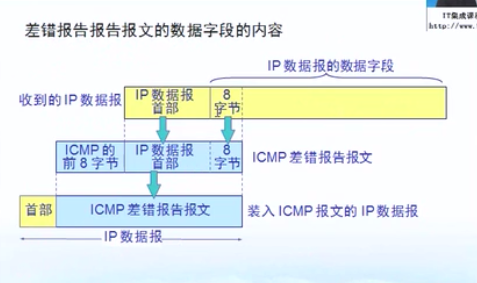 IT集成课
http://www.
差错报告报告报文的数据字段的内容
IP 数据报的数据字段
收到的 IP 数据报
IP 数据报
首部
8
字节
ICMP 的
前 8 字节
IP 数据报
首部
8
字节
ICMP 差错报告报文
首部
ICMP 差错报告报文
装入 ICMP 报文的 IP 数据报
IP 数据报